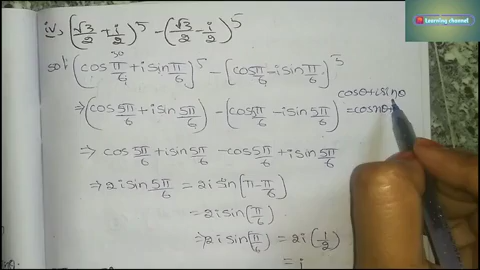 Learning channel
iv, (√3/2 + i/2)^5 - (√3/2 - i/2)^5
30
sol: (cos π/6 + i sin π/6)^5 - (cos π/6 - i sin π/6)^5
cosθ+isinθ
=cosnθ+
⇒ (cos 5π/6 + i sin 5π/6) - (cos 5π/6 - i sin 5π/6)
⇒ cos 5π/6 + i sin 5π/6 - cos 5π/6 + i sin 5π/6
⇒ 2i sin 5π/6 = 2i sin (π - π/6)
= 2i sin (π/6)
⇒ 2i sin (π/6) = 2i (1/2)
= i